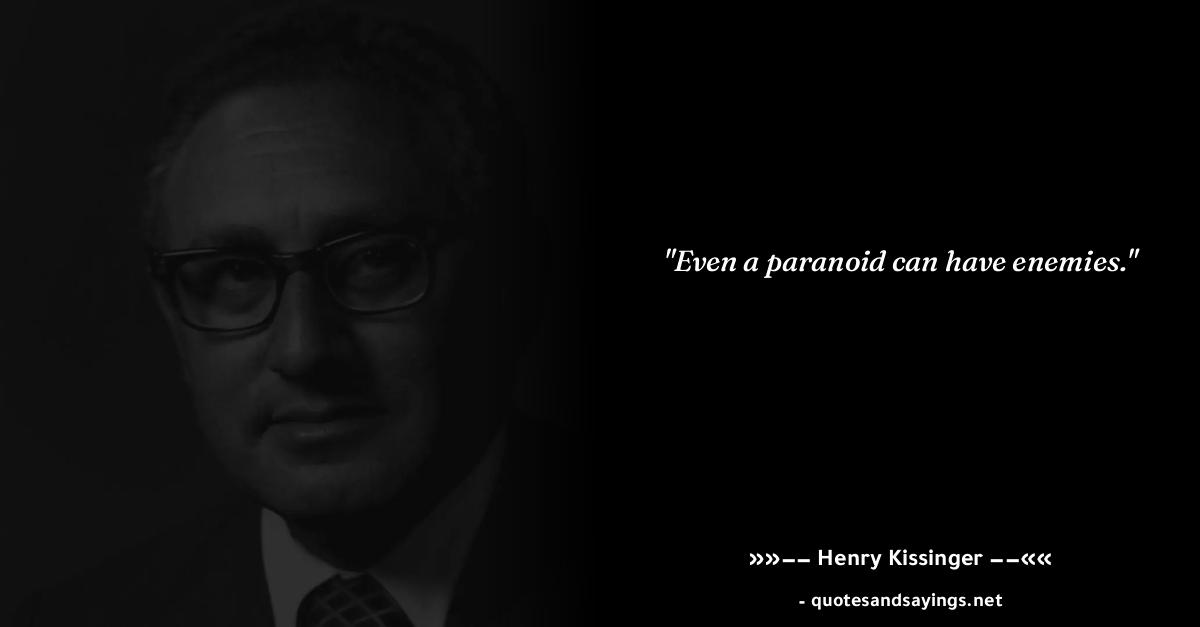 "Even a paranoid can have enemies."
»»−− Henry Kissinger −−««
- quotesandsayings.net